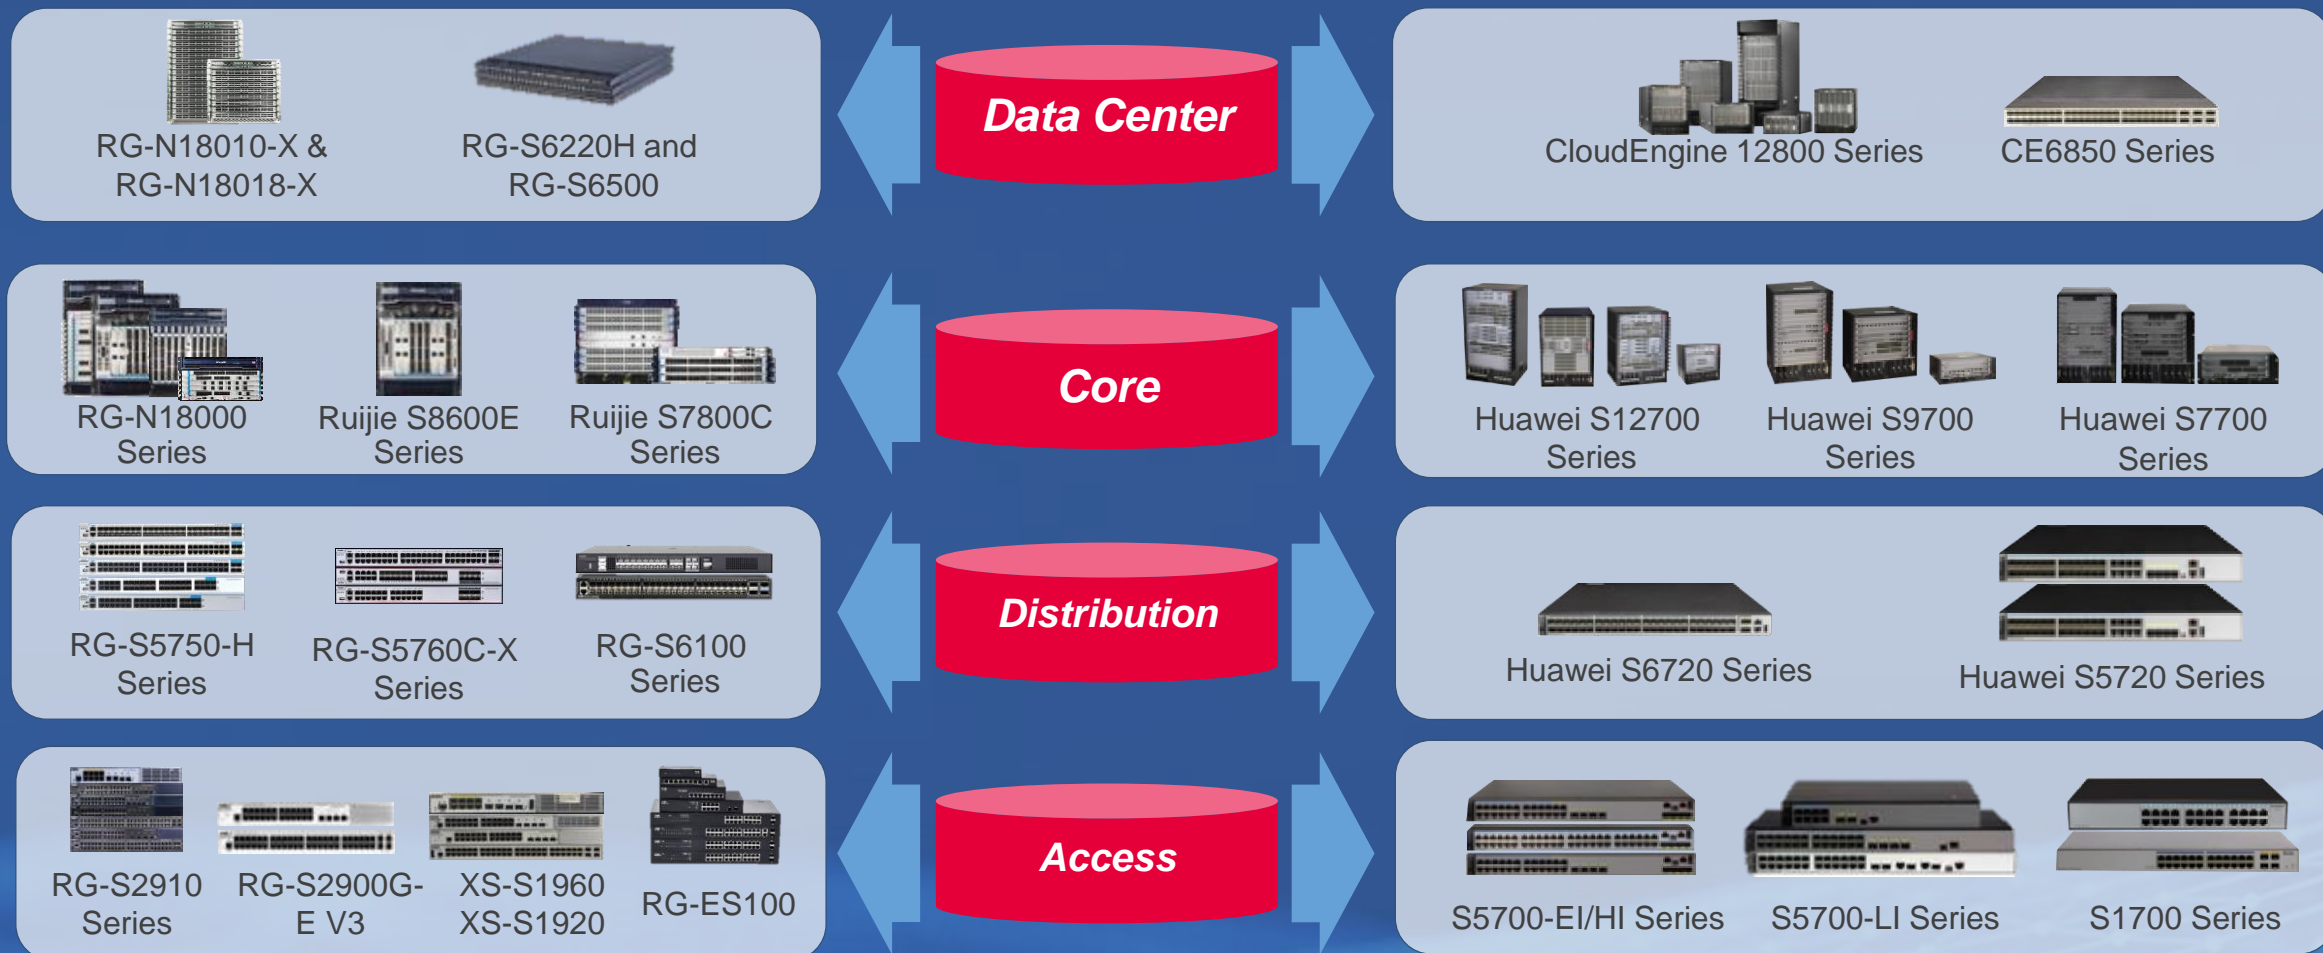 RG-N18010-X &
RG-N18018-X
RG-S6220H and
RG-S6500
Data Center
CloudEngine 12800 Series
CE6850 Series
RG-N18000
Series
Ruijie S8600E
Series
Ruijie S7800C
Series
Core
Huawei S12700
Series
Huawei S9700
Series
Huawei S7700
Series
RG-S5750-H
Series
RG-S5760C-X
Series
RG-S6100
Series
Distribution
Huawei S6720 Series
Huawei S5720 Series
RG-S2910
Series
RG-S2900G-
E V3
XS-S1960
XS-S1920
RG-ES100
Access
S5700-EI/HI Series
S5700-LI Series
S1700 Series